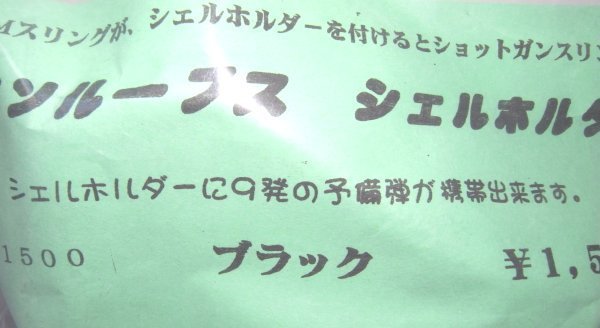 Mスリングが、シェルホルダーを付けるとショットガンスリン
ンループス シェルホルダ
シェルホルダーに9発の予備弾が携帯出来ます。
1500 ブラック ¥1,5